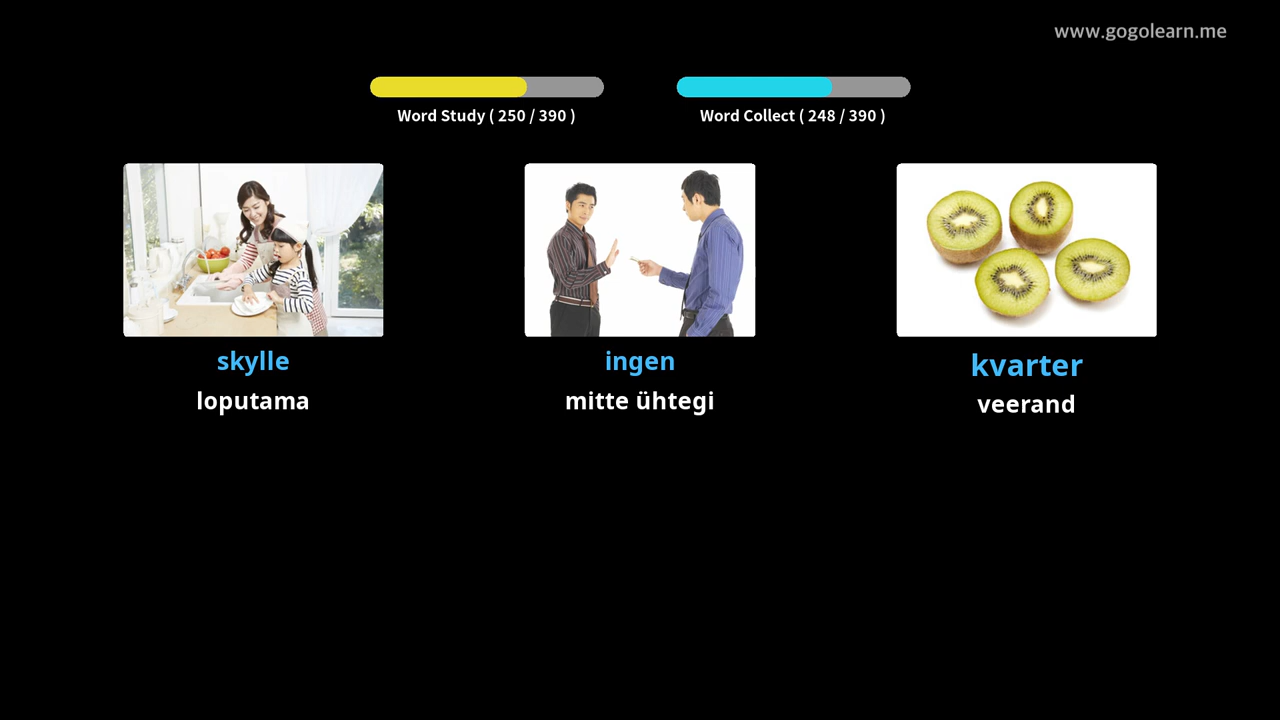 www.gogolearn.me
Word Study ( 250 / 390 )
Word Collect ( 248 / 390 )
skylle
loputama
ingen
mitte ühtegi
kvarter
veerand